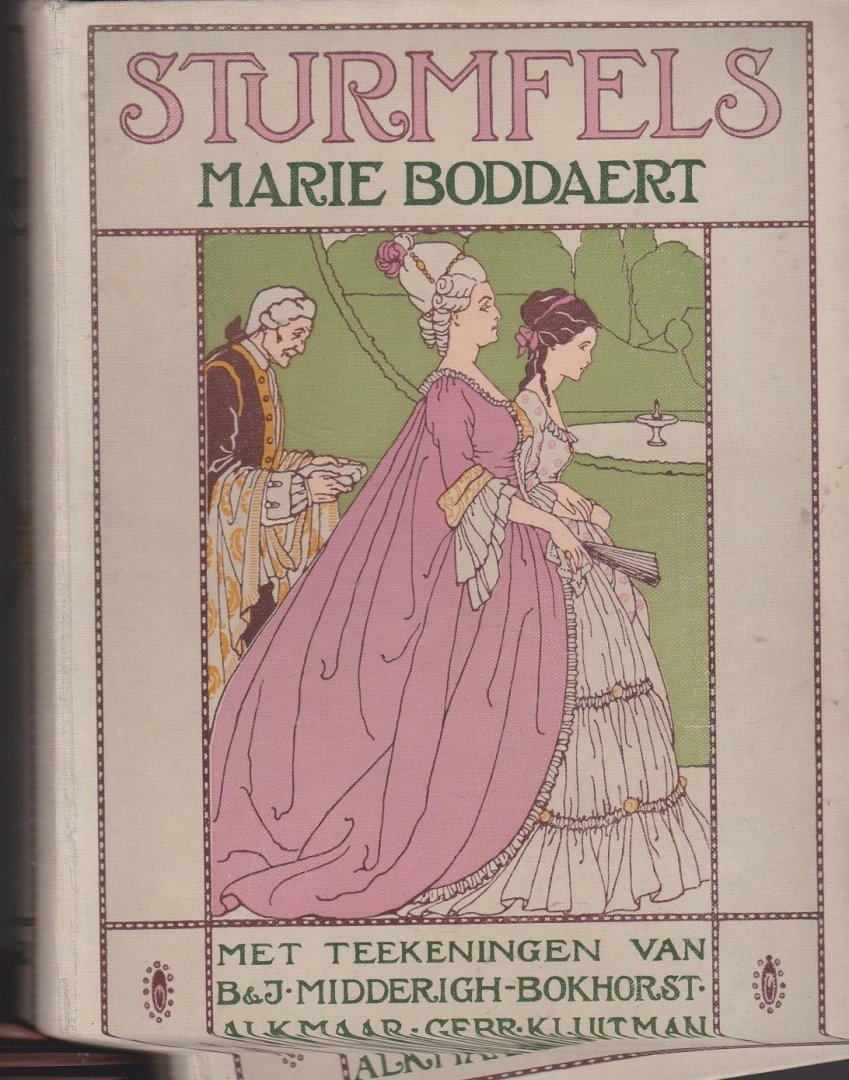 STURMFELS
MARIE BODDAERT
MET TEEKENINGEN VAN
B & J · MIDDERIGH-BOKHORST ·
ALKMAAR · GEBR · KLUITMAN